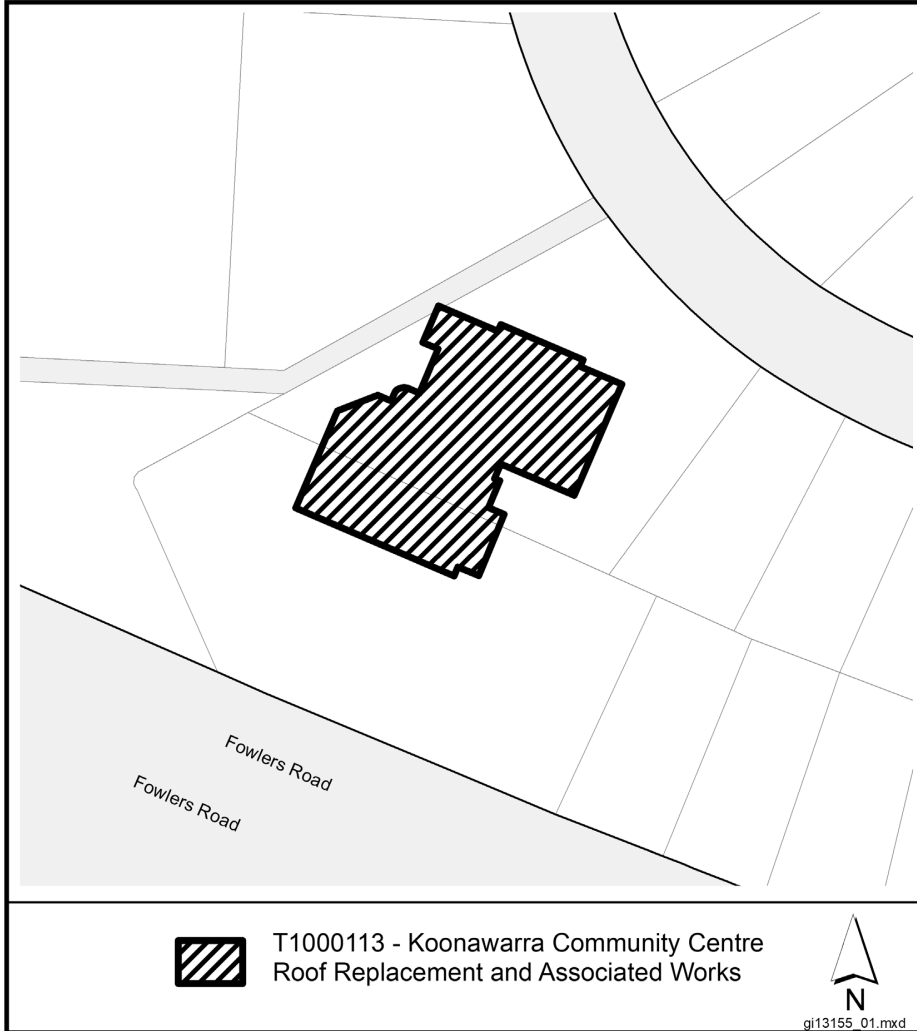 Fowlers Road
Fowlers Road
T1000113 - Koonawarra Community Centre
Roof Replacement and Associated Works
N
gi13155_01.mxd